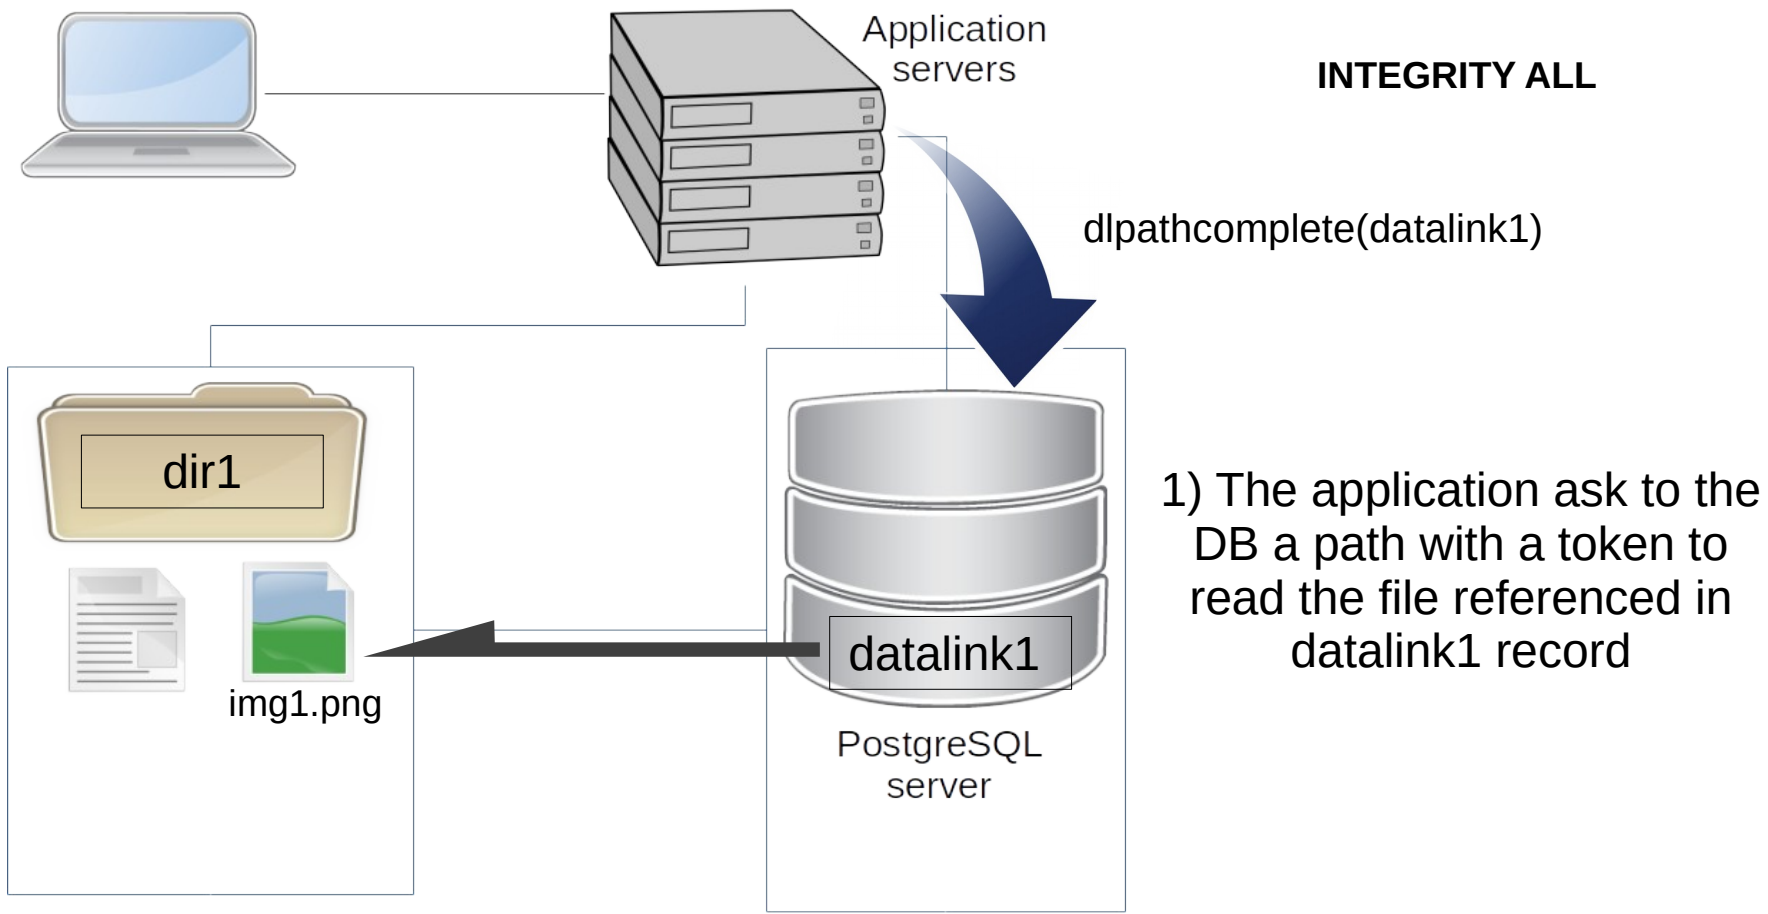 Application
servers
INTEGRITY ALL
dlpathcomplete(datalink1)
dir1
img1.png
datalink1
PostgreSQL
server
1) The application ask to the
DB a path with a token to
read the file referenced in
datalink1 record